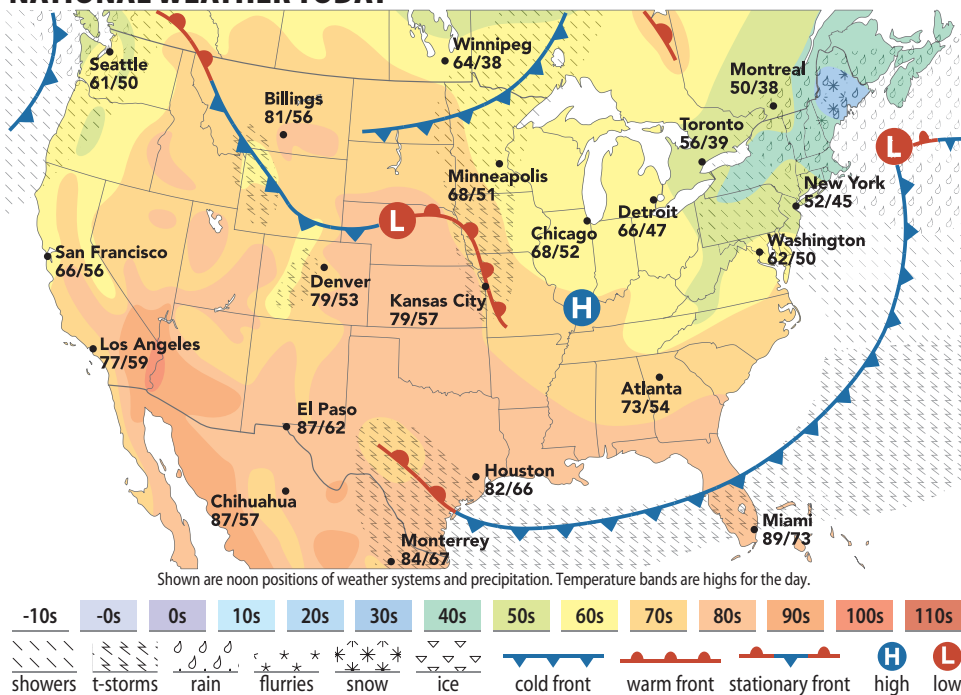 NATIONAL WEATHER TODAY
Winnipeg
64/38
Seattle
61/50
Montreal
50/38
Billings
81/56
Toronto
56/39
L
Minneapolis
68/51
New York
52/45
L
Detroit
66/47
Chicago
68/52
Washington
62/50
San Francisco
66/56
Denver
79/53
Kansas City
79/57
H
Los Angeles
77/59
Atlanta
73/54
El Paso
87/62
Houston
82/66
Chihuahua
87/57
Miami
89/73
Monterrey
84/67
Shown are noon positions of weather systems and precipitation. Temperature bands are highs for the day.
-10s -0s 0s 10s 20s 30s 40s 50s 60s 70s 80s 90s 100s 110s
H L
showers t-storms rain flurries snow ice cold front warm front stationary front high low